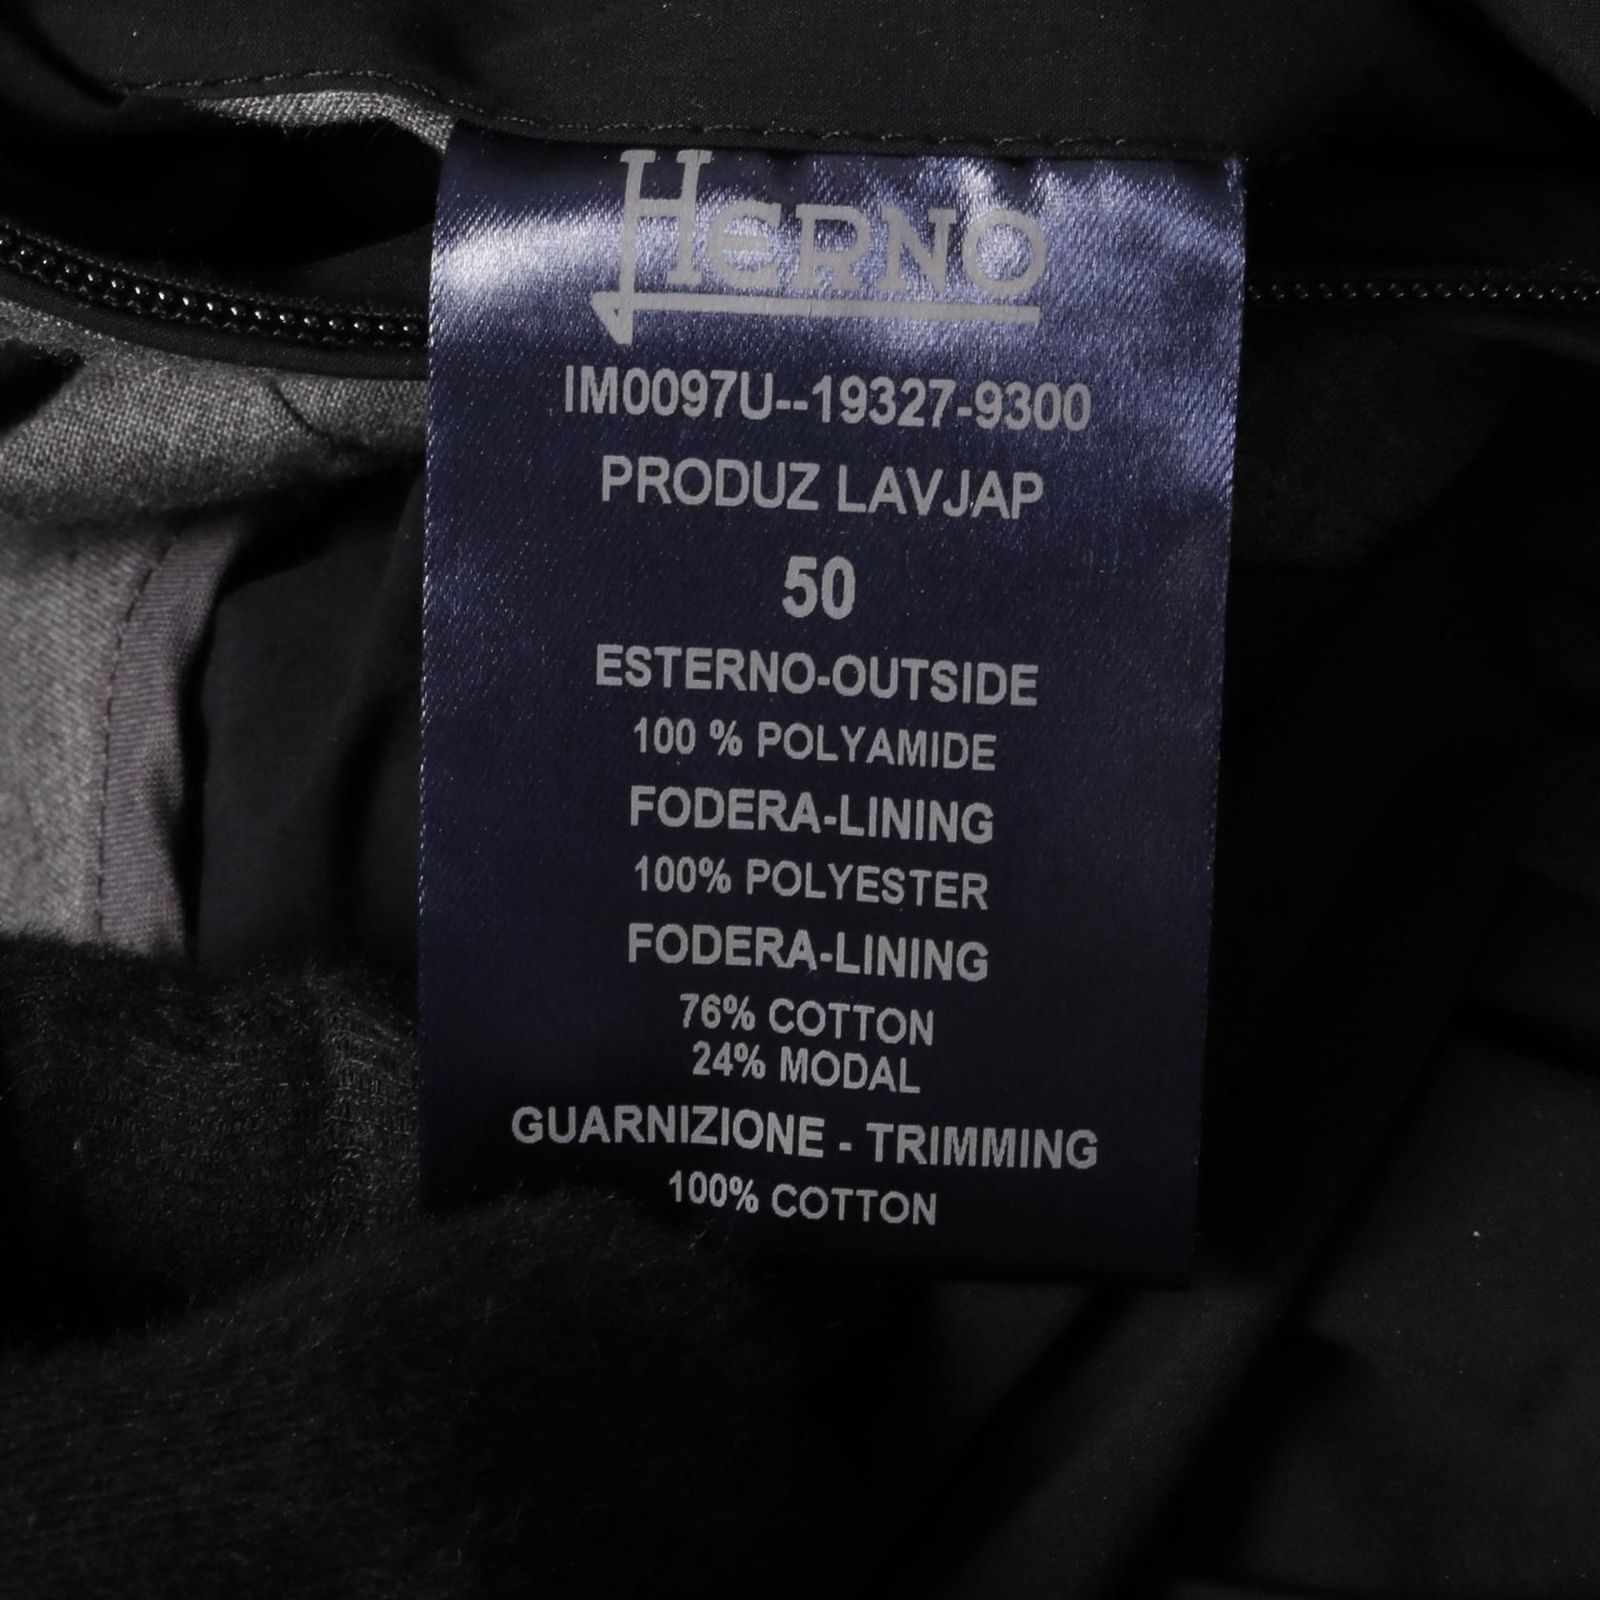 HERNO
IM0097U--19327-9300
PRODUZ LAVJAP
50
ESTERNO-OUTSIDE
100 % POLYAMIDE
FODERA-LINING
100% POLYESTER
FODERA-LINING
76% COTTON
24% MODAL
GUARNIZIONE - TRIMMING
100% COTTON